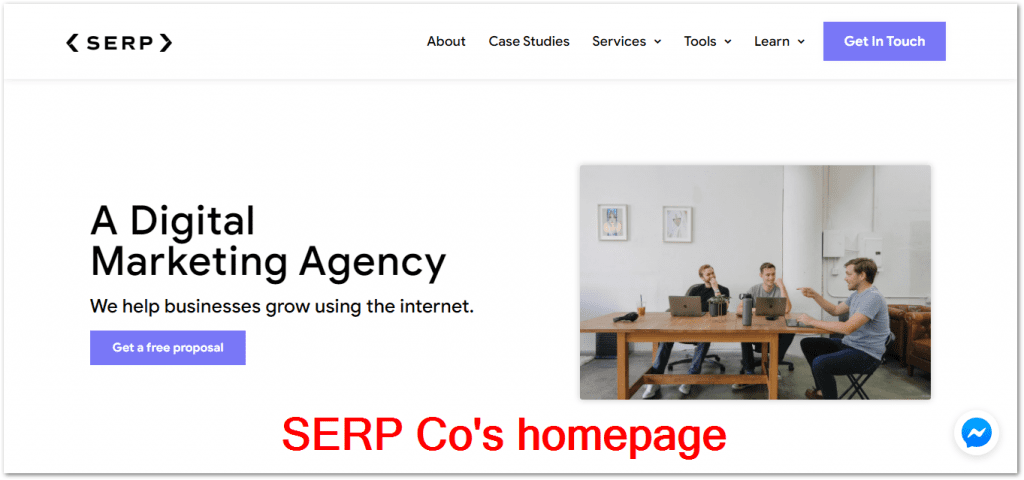 SERP
About
Case Studies
Services
Tools
Learn
Get In Touch
A Digital
Marketing Agency
We help businesses grow using the internet.
Get a free proposal
SERP Co's homepage